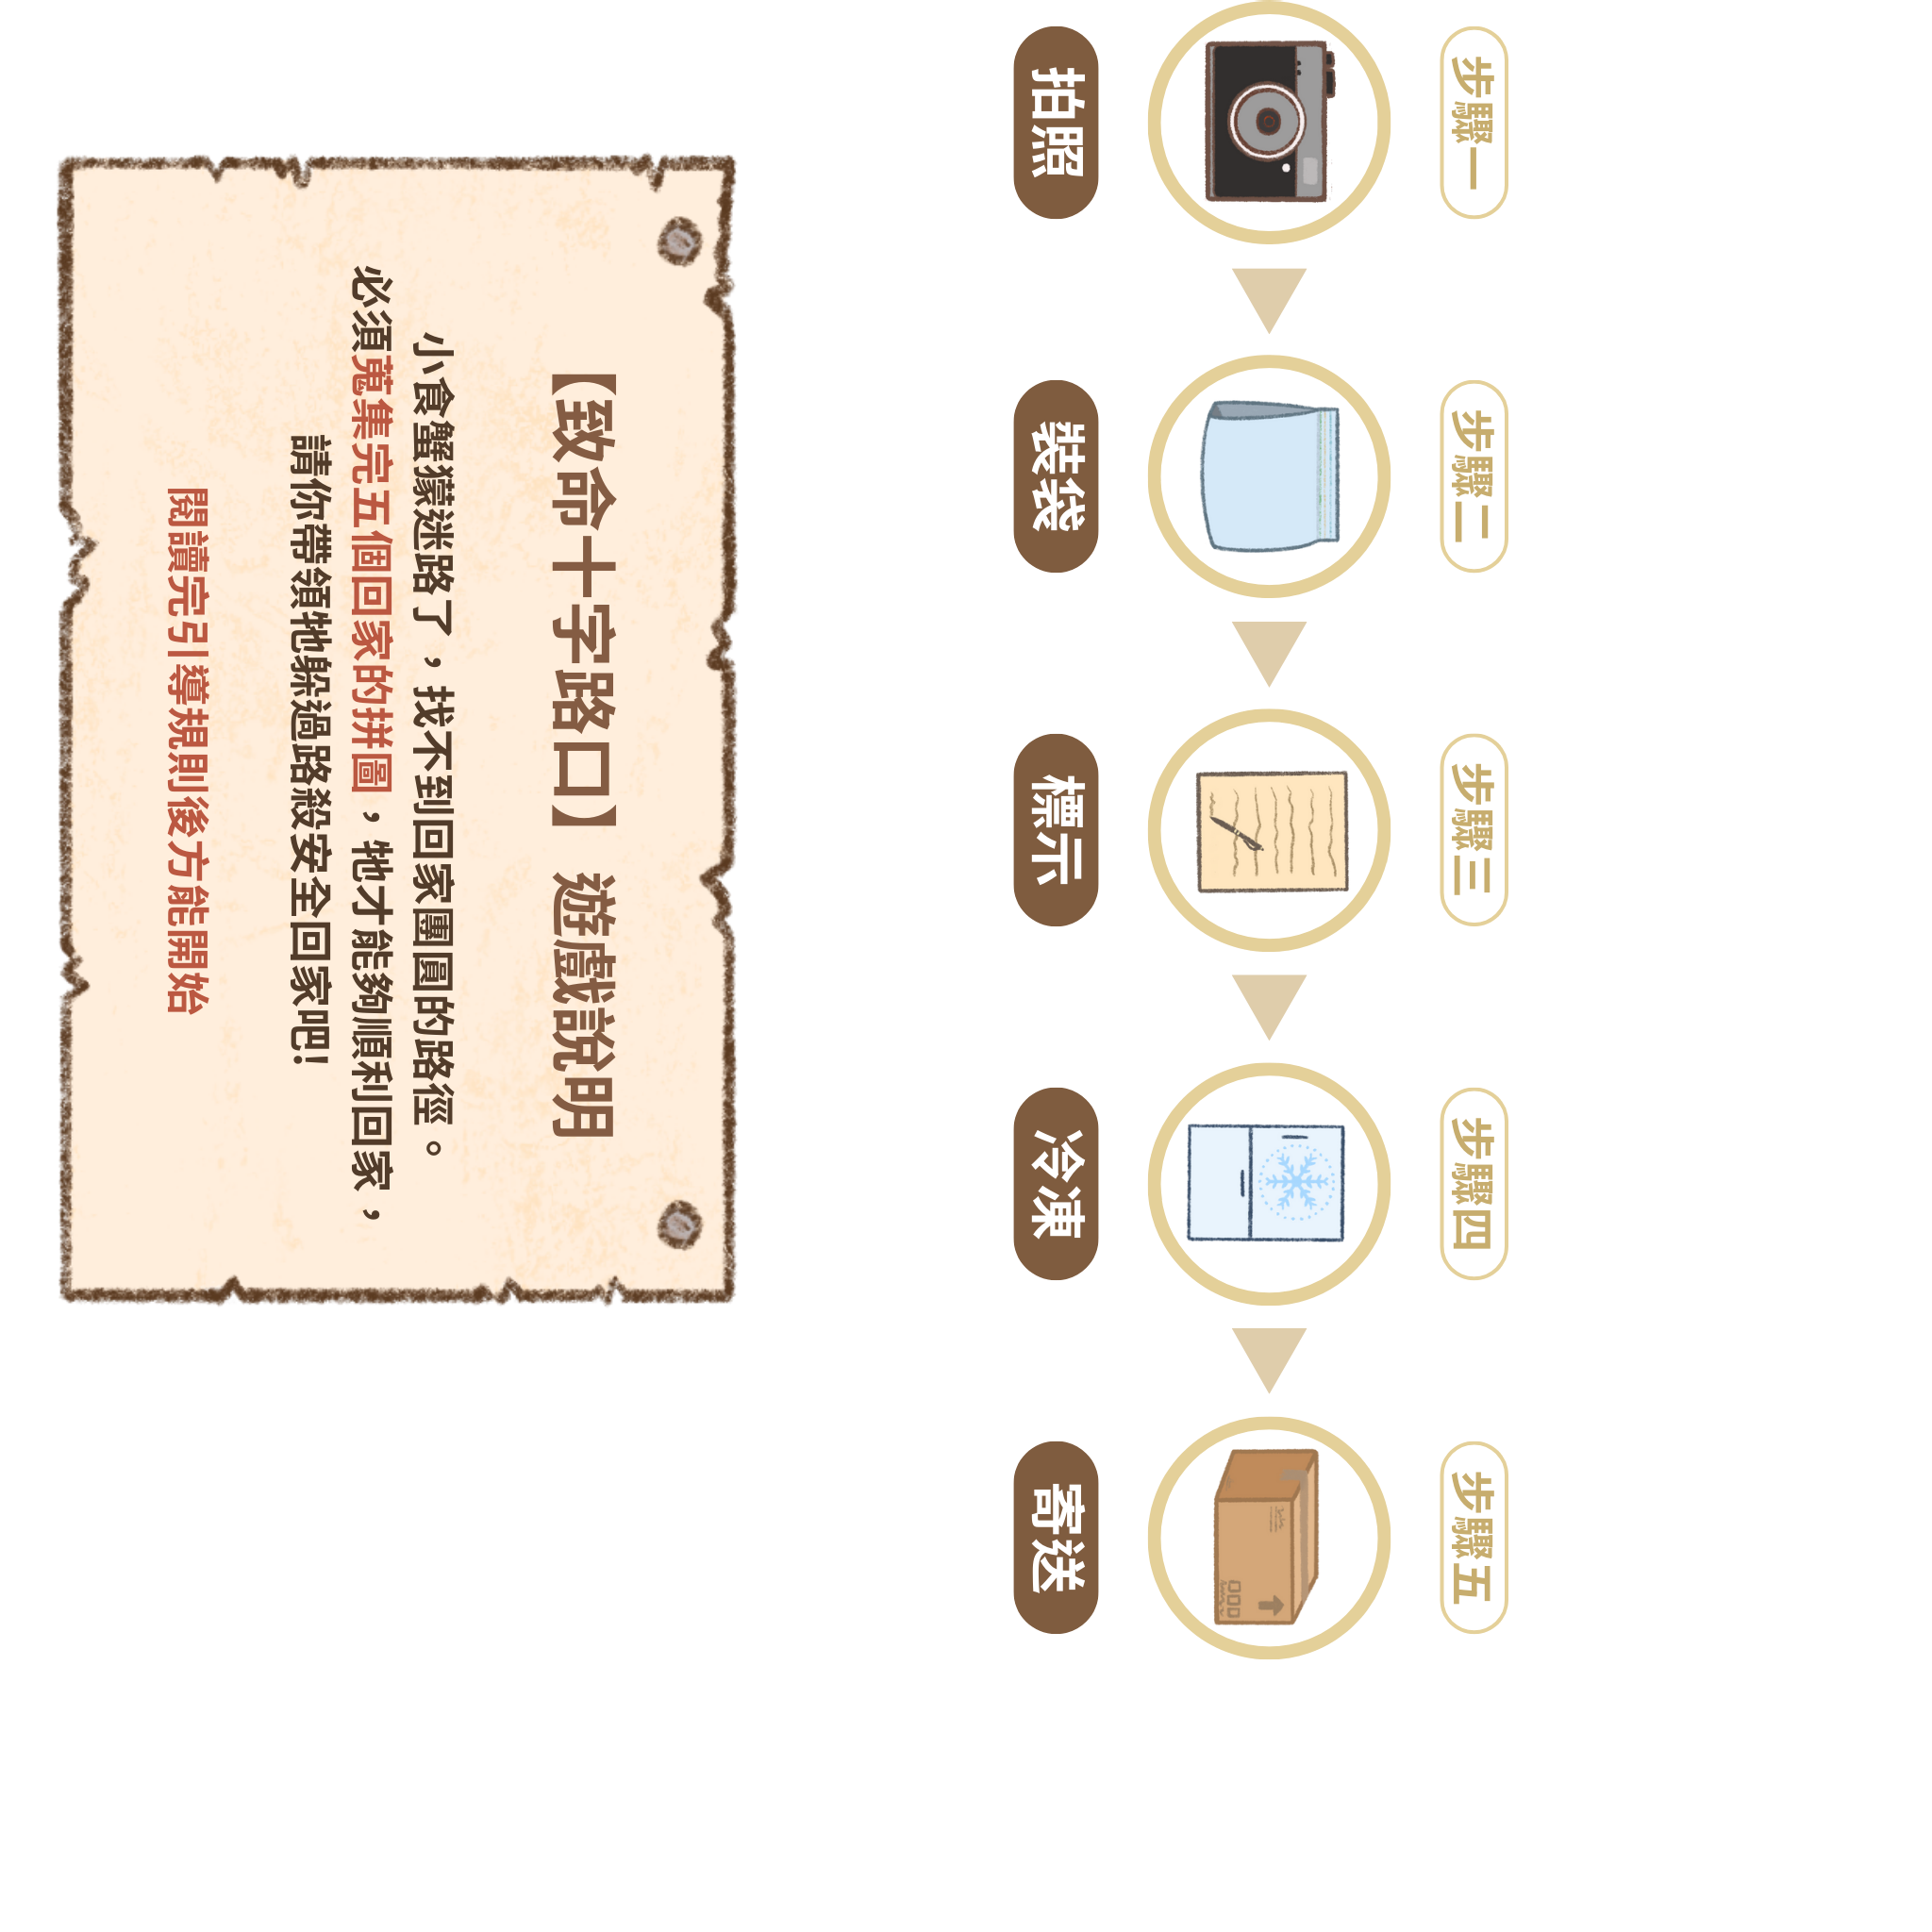 步驟一
步驟二
步驟三
步驟四
步驟五
拍照
裝袋
標示
冷凍
寄送
【致命十字路口】遊戲說明
小食蟹獴迷路了，找不到回家團圓的路徑。
必須蒐集完五個回家的拼圖，牠才能夠順利回家，
請你帶領牠躲過路殺安全回家吧!
閱讀完引導規則後方能開始